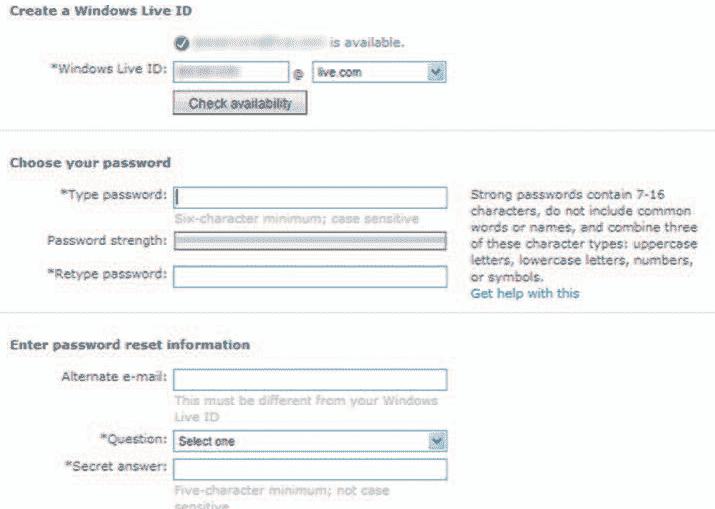 Create a Windows Live ID
is available.
*Windows Live ID: @ live.com
Check availability
Choose your password
*Type password:
Six-character minimum; case sensitive
Password strength:
*Retype password:
Strong passwords contain 7-16
characters, do not include common
words or names, and combine three
of these character types: uppercase
letters, lowercase letters, numbers,
or symbols.
Get help with this
Enter password reset information
Alternate e-mail:
This must be different from your Windows
Live ID
*Question: Select one
*Secret answer:
Five-character minimum; not case
sensitive